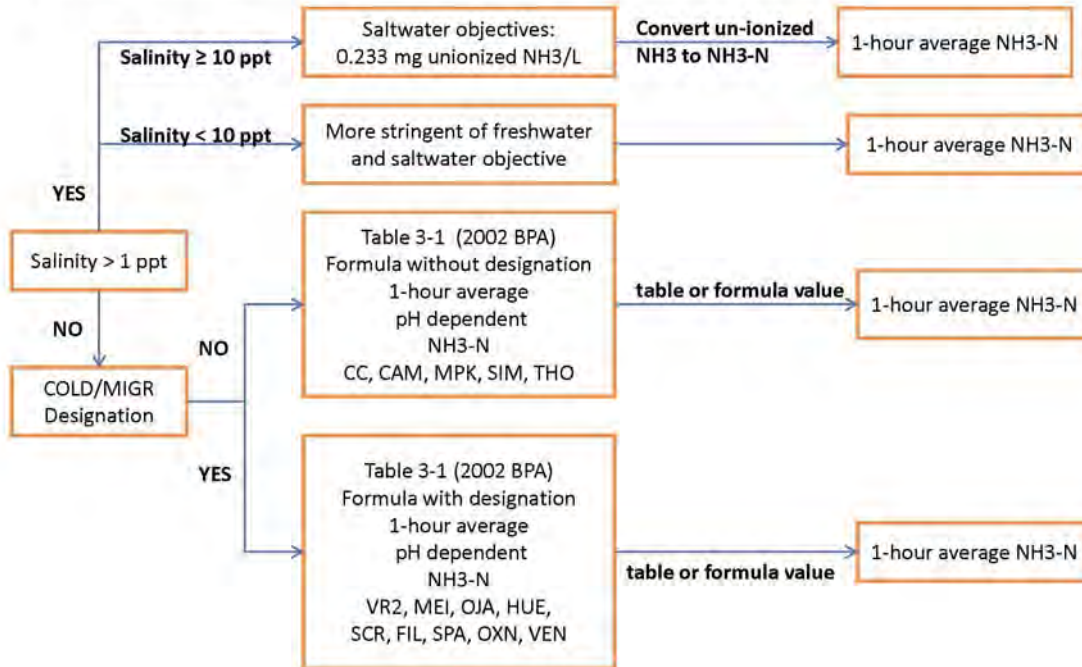 Salinity ≥ 10 ppt
Saltwater objectives:
0.233 mg unionized NH3/L
Convert un-ionized
NH3 to NH3-N
1-hour average NH3-N
Salinity < 10 ppt
More stringent of freshwater
and saltwater objective
1-hour average NH3-N
YES
Salinity > 1 ppt
NO
COLD/MIGR
Designation
NO
Table 3-1 (2002 BPA)
Formula without designation
1-hour average
pH dependent
NH3-N
CC, CAM, MPK, SIM, THO
table or formula value
1-hour average NH3-N
YES
Table 3-1 (2002 BPA)
Formula with designation
1-hour average
pH dependent
NH3-N
VR2, MEI, OJA, HUE,
SCR, FIL, SPA, OXN, VEN
table or formula value
1-hour average NH3-N